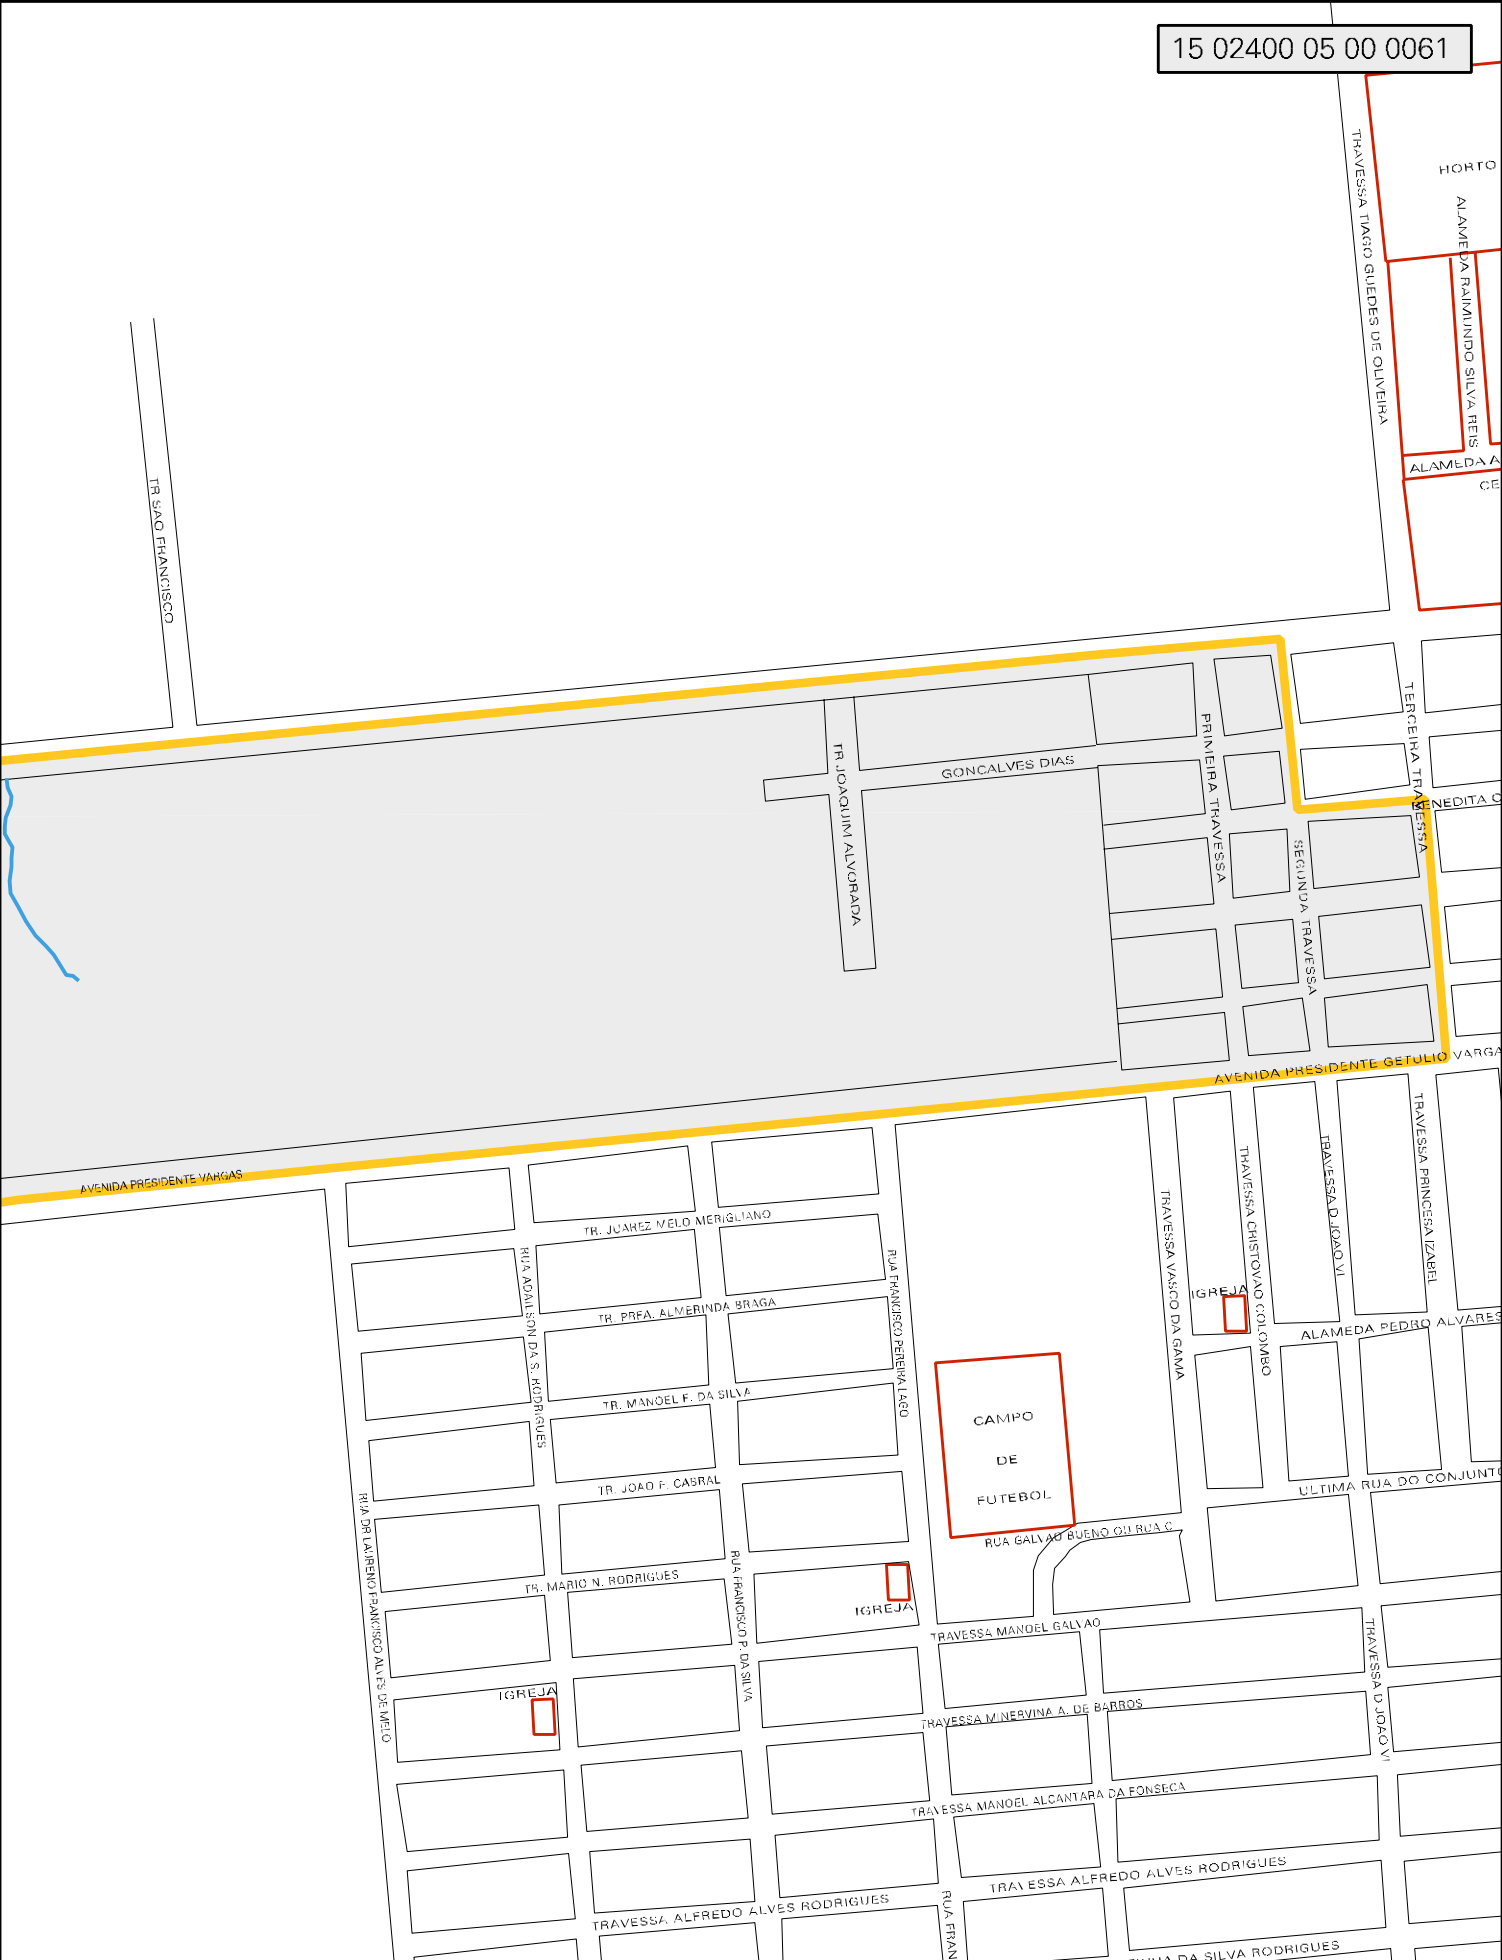 15 02400 05 00 0061
HORTO
TRAVESSA TIAGO GUEDES DE OLIVEIRA
ALAMEDA RAIMUNDO SILVA REIS
ALAMEDA A
CE
TR SAO FRANCISCO
TERCEIRA TRAVESSA
PRIMEIRA TRAVESSA
TR JOAQUIM ALVORADA
GONCALVES DIAS
BENEDITA C
SEGUNDA TRAVESSA
AVENIDA PRESIDENTE GETULIO VARGA
AVENIDA PRESIDENTE VARGAS
TRAVESSA PRINCESA IZABEL
TRAVESSA D JOAO VI
TRAVESSA CRISTOVAO COLOMBO
TRAVESSA VASCO DA GAMA
TR. JUAREZ MELO MERIGLIANO
RUA ADAILSON DA S. RODRIGUES
RUA FRANCISCO PEREIRA LAGO
IGREJA
TR. PRFA. ALMERINDA BRAGA
ALAMEDA PEDRO ALVARES
TR. MANOEL F. DA SILVA
CAMPO
DE
FUTEBOL
TR. JOAO F. CABRAL
ULTIMA RUA DO CONJUNTO
RUA DR LAURENO FRANCISCO ALVES DE MELO
RUA GALVAO BUENO OU RUA C
RUA FRANCISCO P. DA SILVA
TR. MARIO N. RODRIGUES
IGREJA
TRAVESSA MANOEL GALVAO
TRAVESSA D JOAO VI
IGREJA
TRAVESSA MINERVINA A. DE BARROS
TRAVESSA MANOEL ALCANTARA DA FONSECA
TRAVESSA ALFREDO ALVES RODRIGUES
TRAVESSA ALFREDO ALVES RODRIGUES
RUA FRAN
DA SILVA RODRIGUES